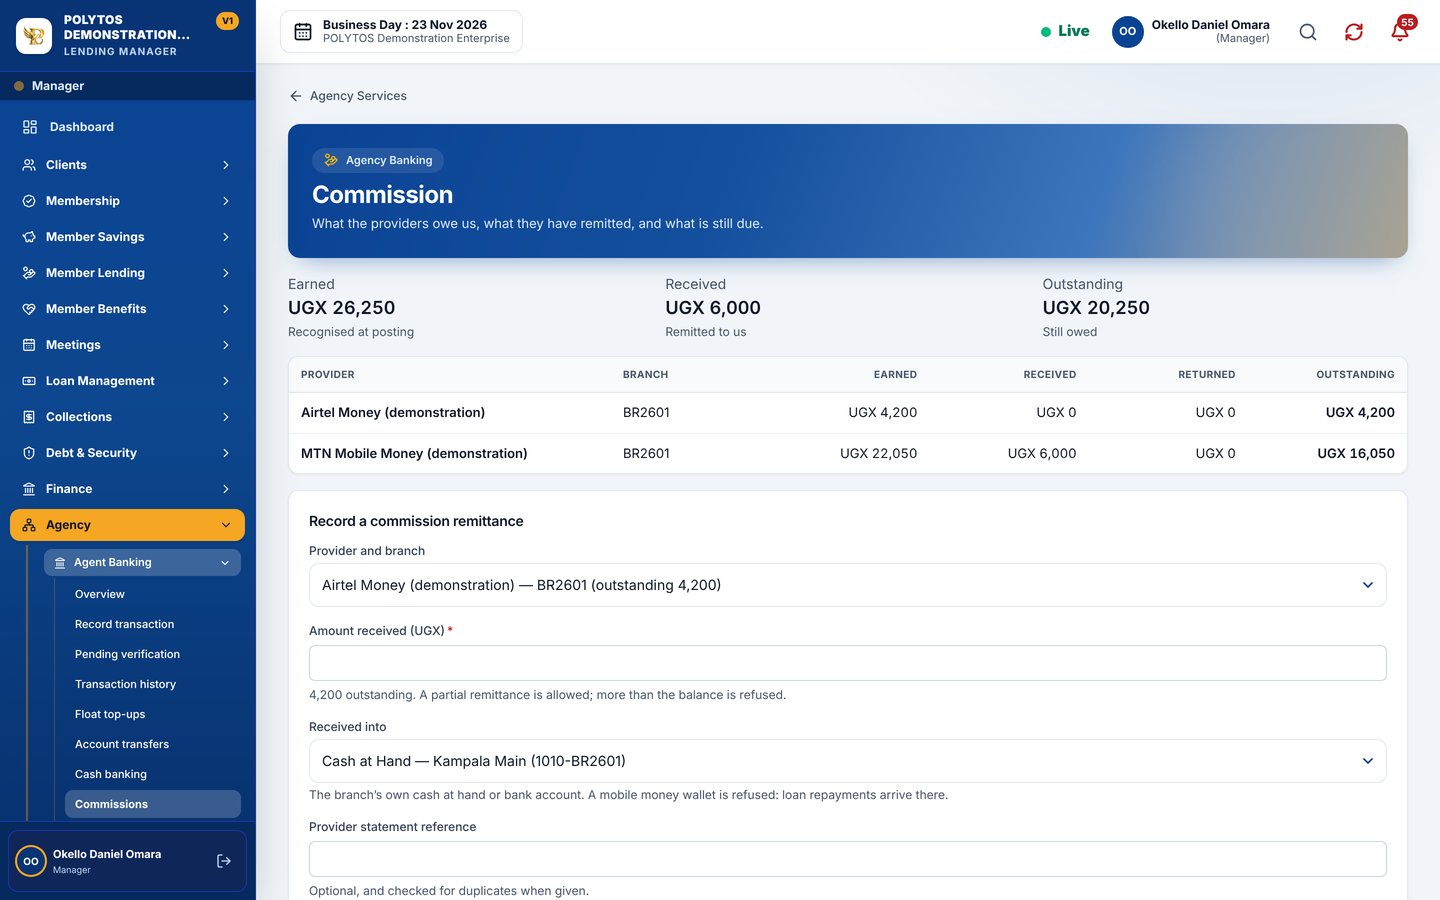 POLYTOS
DEMONSTRATION...
LENDING MANAGER
V1
Manager
Dashboard
Clients
Membership
Member Savings
Member Lending
Member Benefits
Meetings
Loan Management
Collections
Debt & Security
Finance
Agency
Agent Banking
Overview
Record transaction
Pending verification
Transaction history
Float top-ups
Account transfers
Cash banking
Commissions
OO
Okello Daniel Omara
Manager
Business Day : 23 Nov 2026
POLYTOS Demonstration Enterprise
Live
OO
Okello Daniel Omara
(Manager)
55
Agency Services
Agency Banking
Commission
What the providers owe us, what they have remitted, and what is still due.
Earned
UGX 26,250
Recognised at posting
Received
UGX 6,000
Remitted to us
Outstanding
UGX 20,250
Still owed
PROVIDER BRANCH EARNED RECEIVED RETURNED OUTSTANDING
Airtel Money (demonstration) BR2601 UGX 4,200 UGX 0 UGX 0 UGX 4,200
MTN Mobile Money (demonstration) BR2601 UGX 22,050 UGX 6,000 UGX 0 UGX 16,050
Record a commission remittance
Provider and branch
Airtel Money (demonstration) — BR2601 (outstanding 4,200)
Amount received (UGX) *
4,200 outstanding. A partial remittance is allowed; more than the balance is refused.
Received into
Cash at Hand — Kampala Main (1010-BR2601)
The branch's own cash at hand or bank account. A mobile money wallet is refused: loan repayments arrive there.
Provider statement reference
Optional, and checked for duplicates when given.